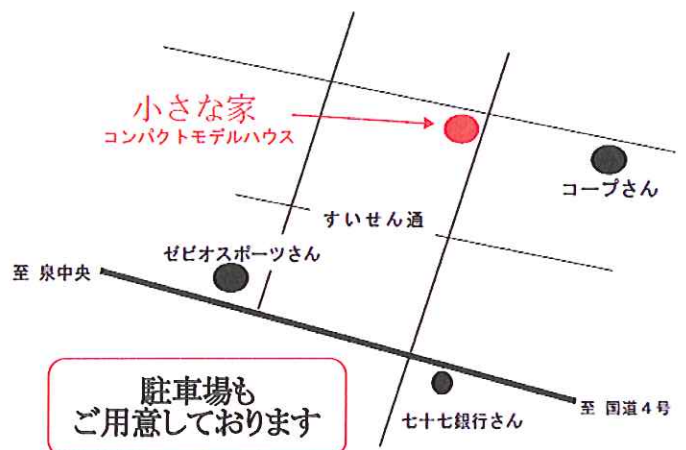 小さな家
コンパクトモデルハウス
コープさん
すいせん通
ゼビオスポーツさん
至 泉中央
駐車場も
ご用意しております
七十七銀行さん
至 国道4号